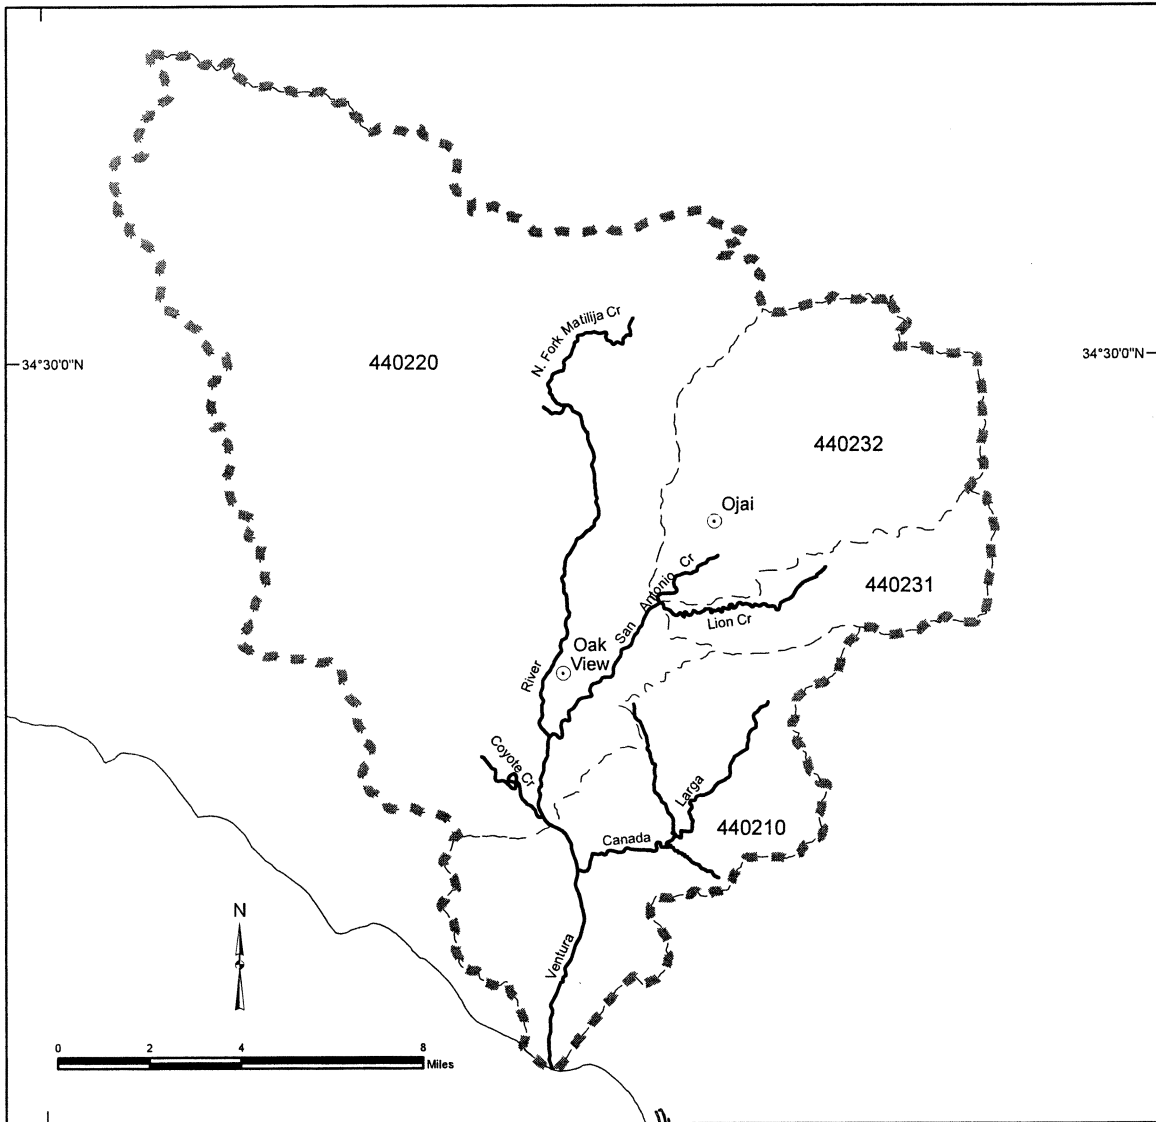 N. Fork Matilija Cr
34°30'0"N
34°30'0"N
440220
440232
Ojai
San Antonio Cr
440231
Lion Cr
Oak
View
River
Coyote Cr
Larga
440210
Canada
N
Ventura
0 2 4 8
Miles